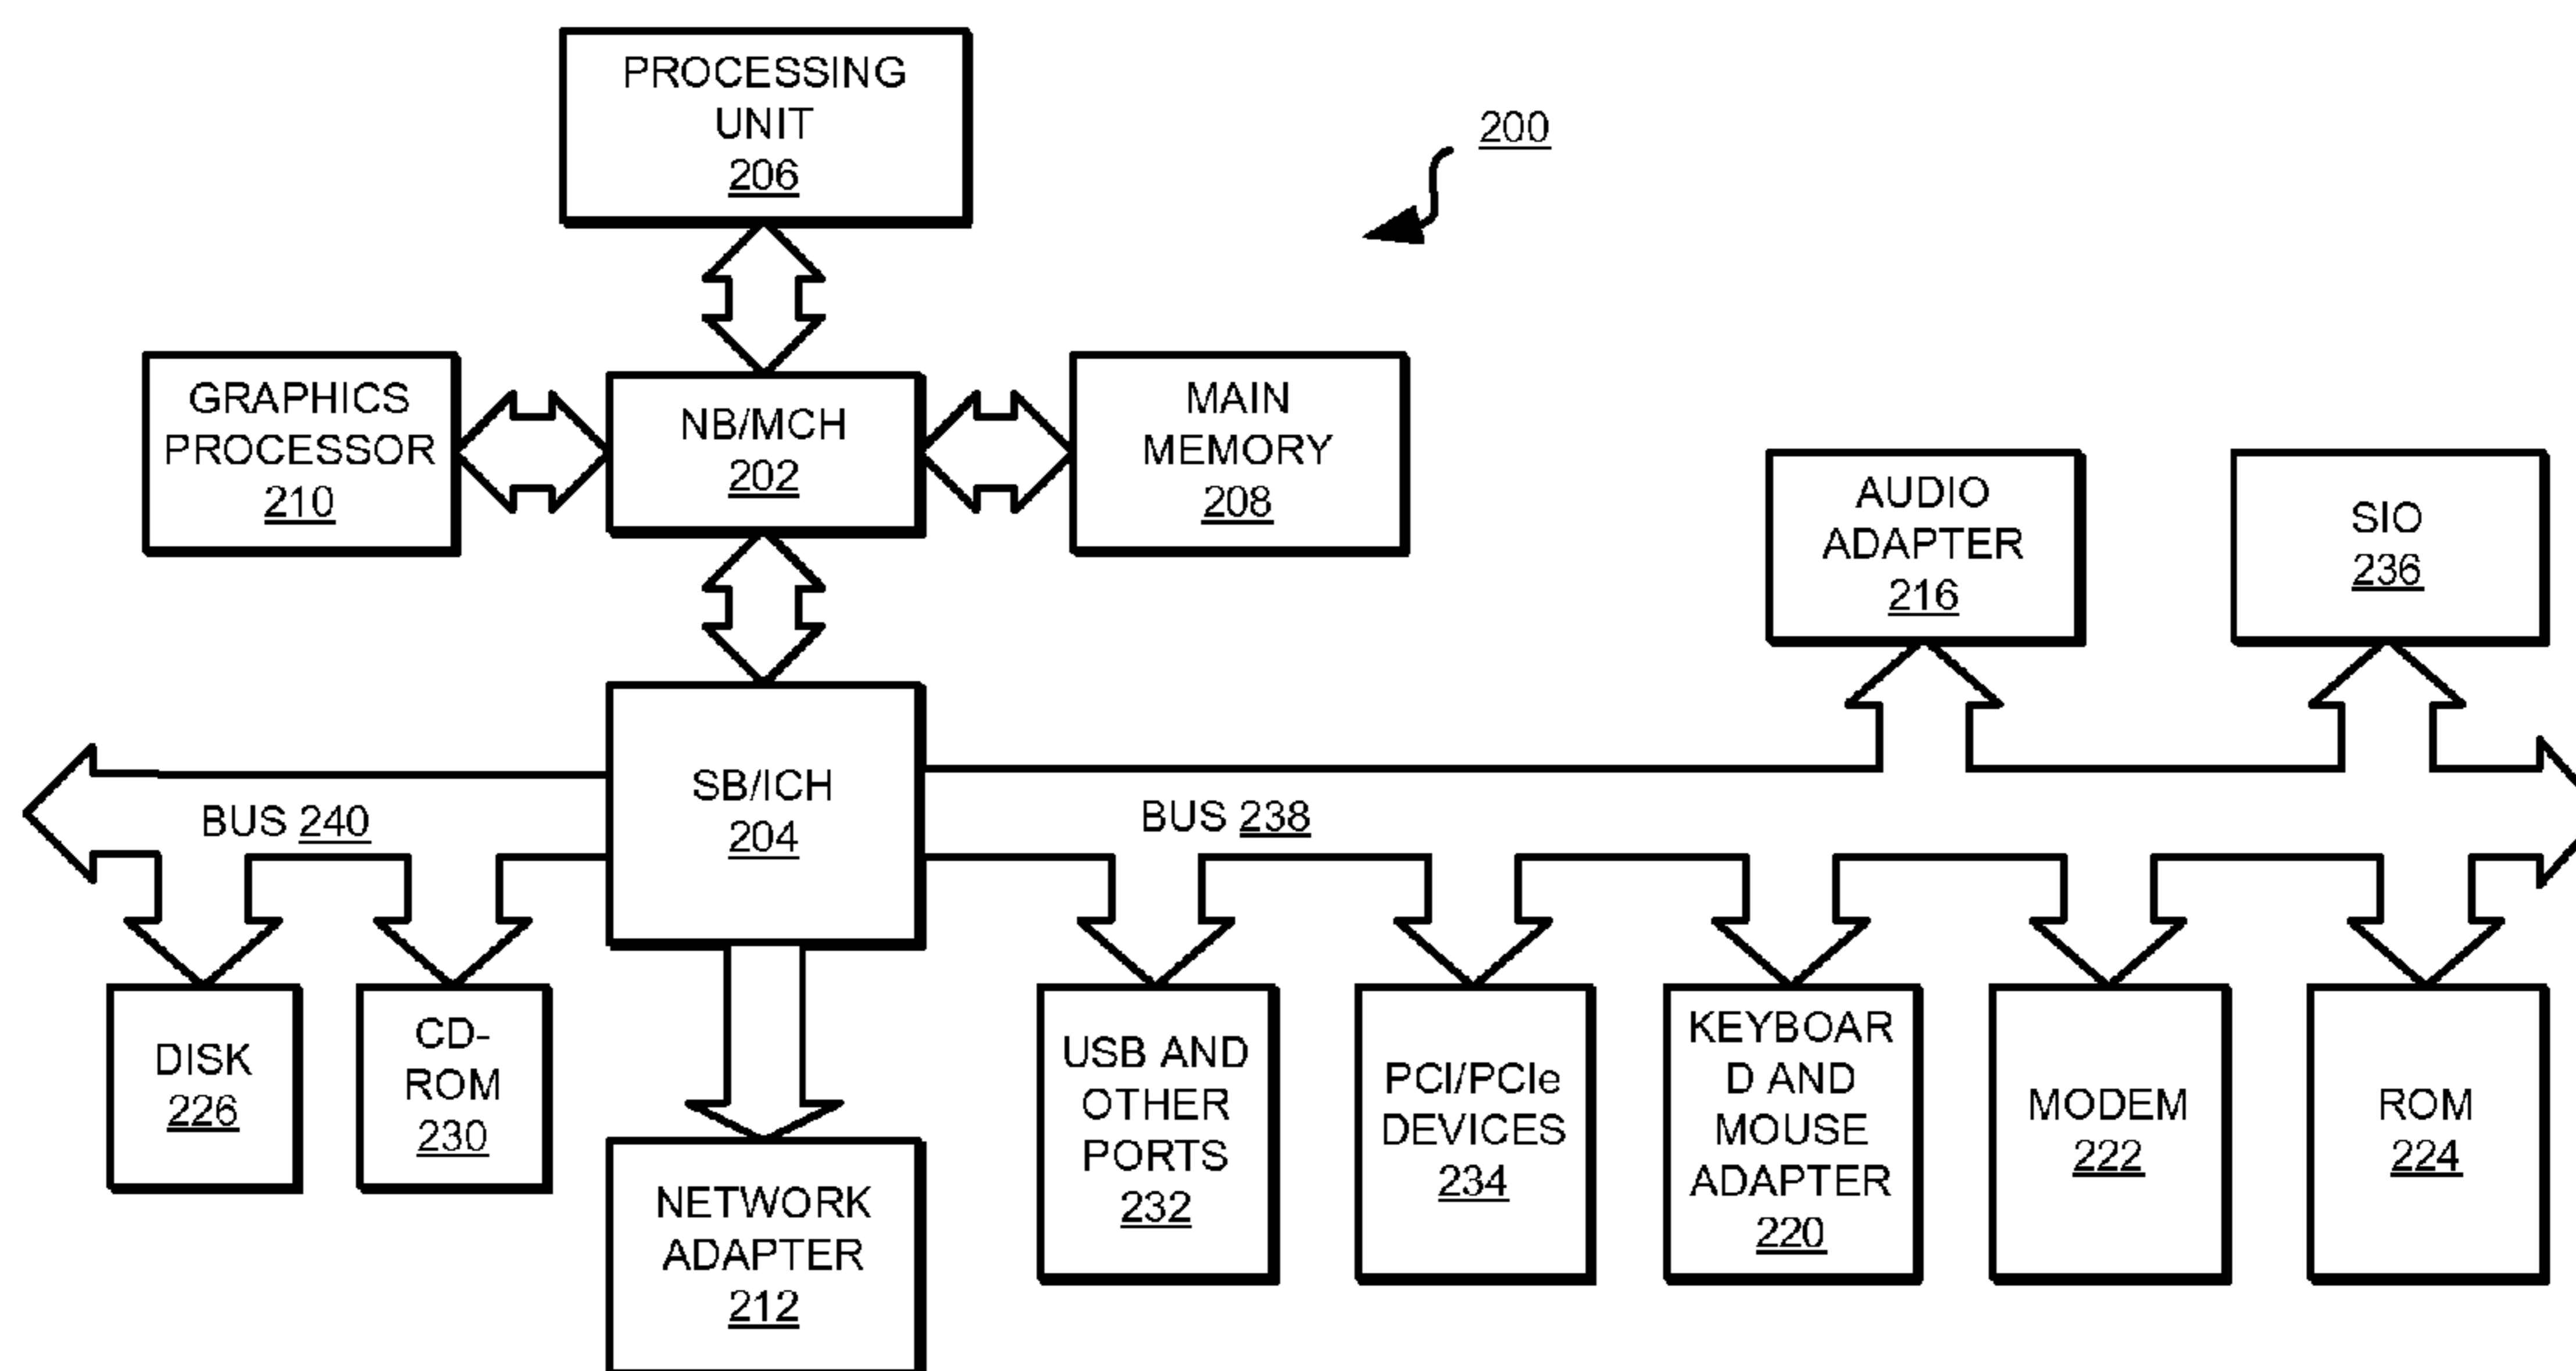 PROCESSING
UNIT
206
200
GRAPHICS
PROCESSOR
210
NB/MCH
202
MAIN
MEMORY
208
AUDIO
ADAPTER
216
SIO
236
SB/ICH
204
BUS 240
BUS 238
DISK
226
CD-
ROM
230
NETWORK
ADAPTER
212
USB AND
OTHER
PORTS
232
PCI/PCIe
DEVICES
234
KEYBOAR
D AND
MOUSE
ADAPTER
220
MODEM
222
ROM
224